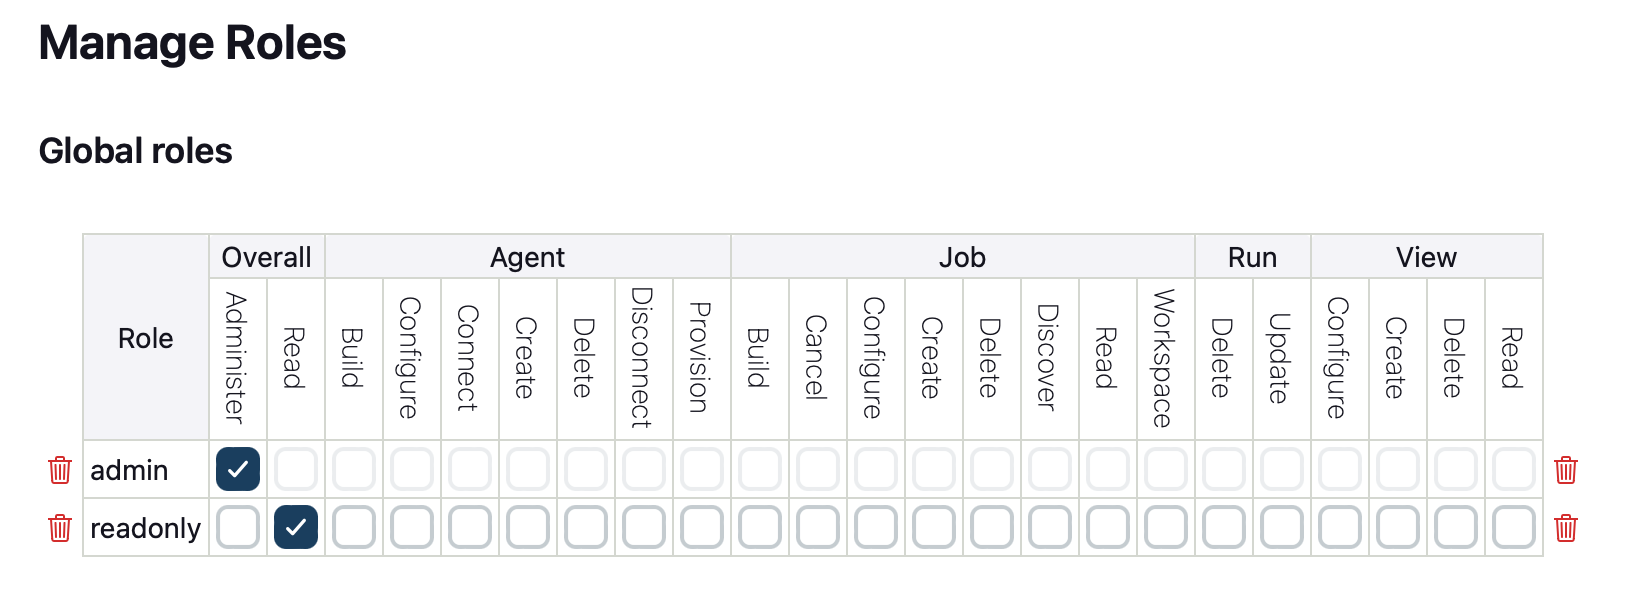 Manage Roles
Global roles
Role
Overall
Agent
Job
Run
View
Administer
Read
Build
Configure
Connect
Create
Delete
Disconnect
Provision
Build
Cancel
Configure
Create
Delete
Discover
Read
Workspace
Delete
Update
Configure
Create
Delete
Read
admin
readonly